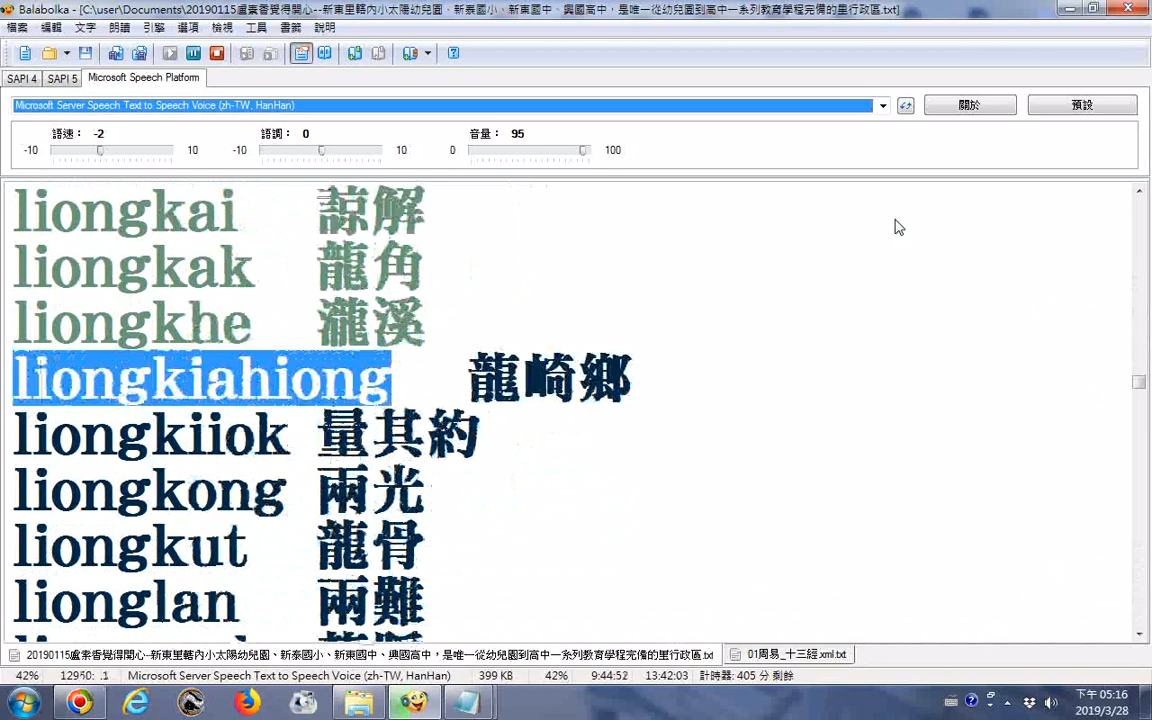 Balabolka - [C:\user\Documents\20190115盧素香覺得開心--新東里轄內小太陽幼兒園、新泰國小、新東國中、興國高中，是唯一從幼兒園到高中一系列教育學程完備的里行政區.txt]
檔案 編輯 文字 朗讀 引擎 選項 檢視 工具 書籤 說明
SAPI 4 SAPI 5 Microsoft Speech Platform
Microsoft Server Speech Text to Speech Voice (zh-TW, HanHan) 關於 預設
語速： -2 語調： 0 音量： 95
-10 10 -10 10 0 100
liongkai 諒解
liongkak 龍角
liongkhe 瀧溪
liongkiahiong 龍崎鄉
liongkiiok 量其約
liongkong 兩光
liongkut 龍骨
lionglan 兩難
20190115盧素香覺得開心--新東里轄內小太陽幼兒園、新泰國小、新東國中、興國高中，是唯一從幼兒園到高中一系列教育學程完備的里行政區.txt 01周易_十三經.xml.txt
42% Microsoft Server Speech Text to Speech Voice (zh-TW, HanHan) 399 KB 42% 9:44:52 13:42:03 計時器: 405 分 剩餘
下午 05:16
2019/3/28